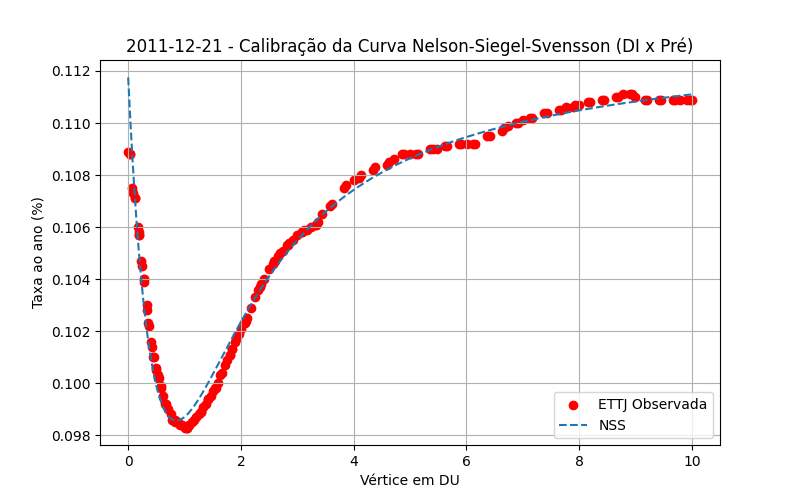 2011-12-21 - Calibração da Curva Nelson-Siegel-Svensson (DI x Pré)
Taxa ao ano (%)
0.112
0.110
0.108
0.106
0.104
0.102
0.100
0.098
ETTJ Observada
NSS
0 2 4 6 8 10
Vértice em DU